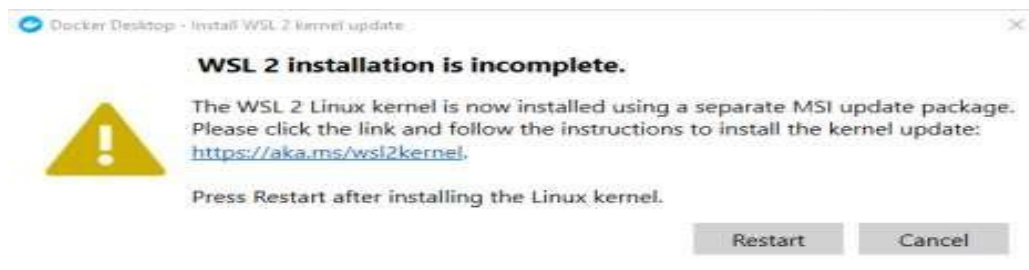 Docker Desktop - Install WSL 2 kernel update
WSL 2 installation is incomplete.
The WSL 2 Linux kernel is now installed using a separate MSI update package.
Please click the link and follow the instructions to install the kernel update:
https://aka.ms/wsl2kernel.
Press Restart after installing the Linux kernel.
Restart Cancel